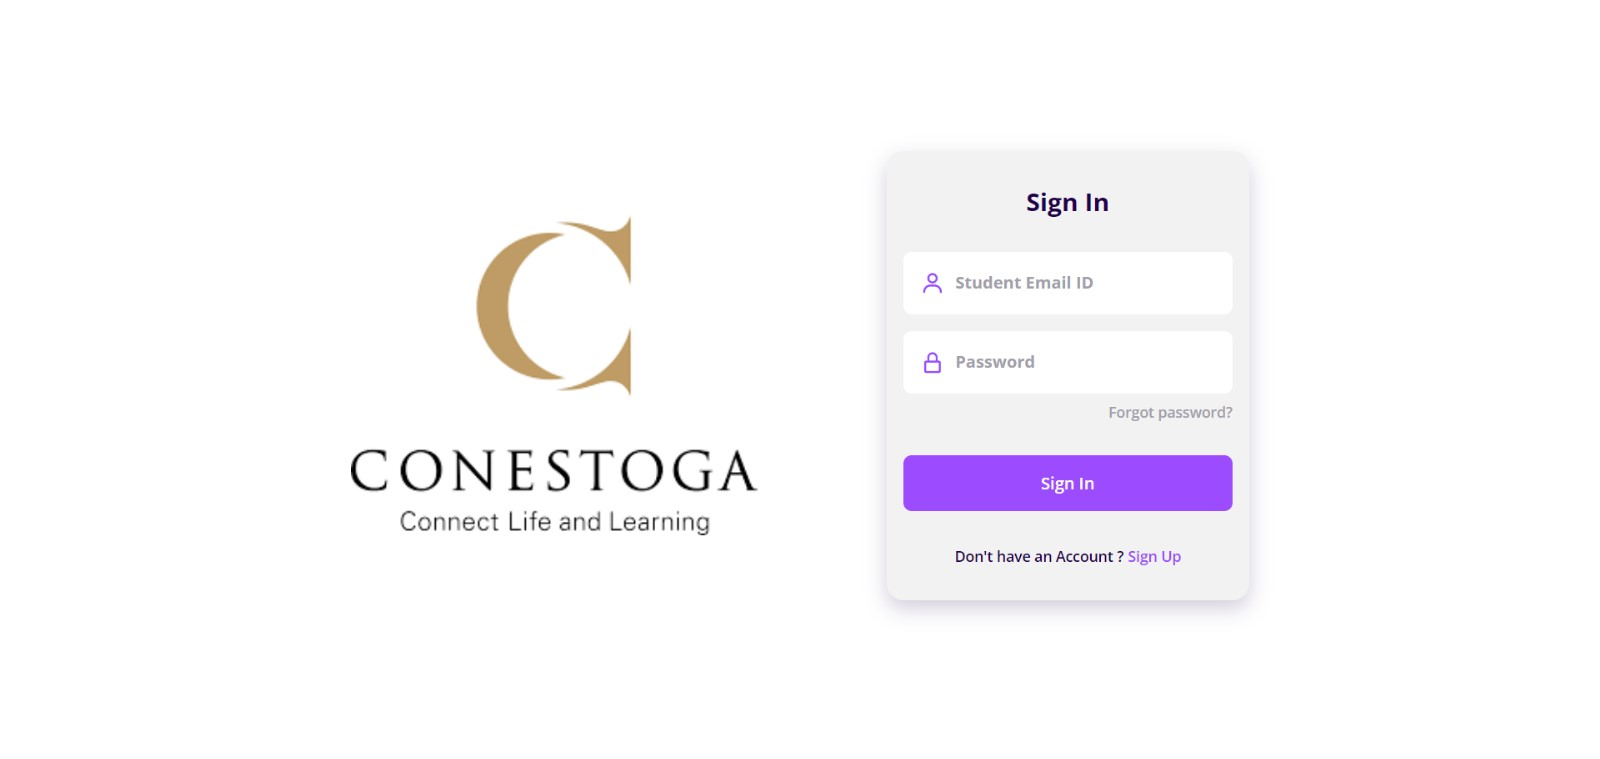 CONESTOGA
Connect Life and Learning
Sign In
Student Email ID
Password
Forgot password?
Sign In
Don't have an Account ? Sign Up